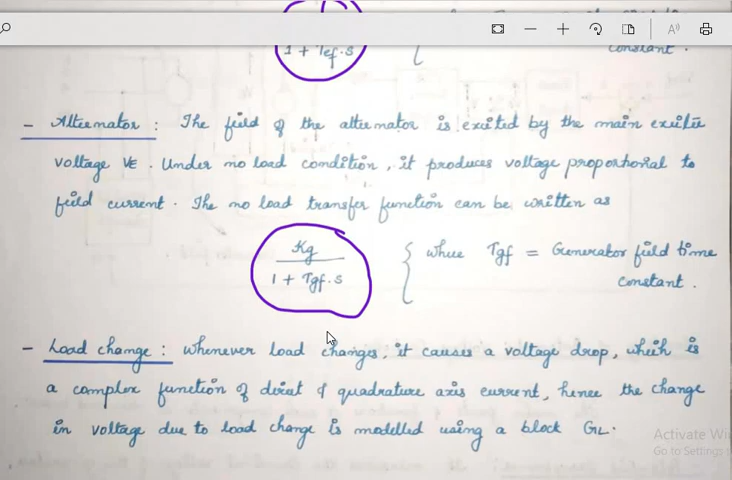 1 + Tef.s
constant.
- Alternator : The field of the alternator is excited by the main exciter
voltage VE. Under no load condition, it produces voltage proportional to
field current. The no load transfer function can be written as
Kg
1 + Tgf.s
{ where Tgf = Generator field time
constant.
- Load change : Whenever load changes, it causes a voltage drop, which is
a complex function of direct & quadrature axis current, hence the change
in voltage due to load change is modelled using a block GL.
Activate Wi
Go to Settings t